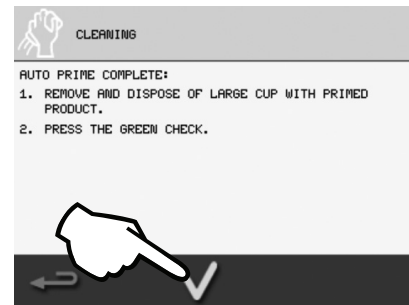 CLEANING
AUTO PRIME COMPLETE:
1. REMOVE AND DISPOSE OF LARGE CUP WITH PRIMED
PRODUCT.
2. PRESS THE GREEN CHECK.